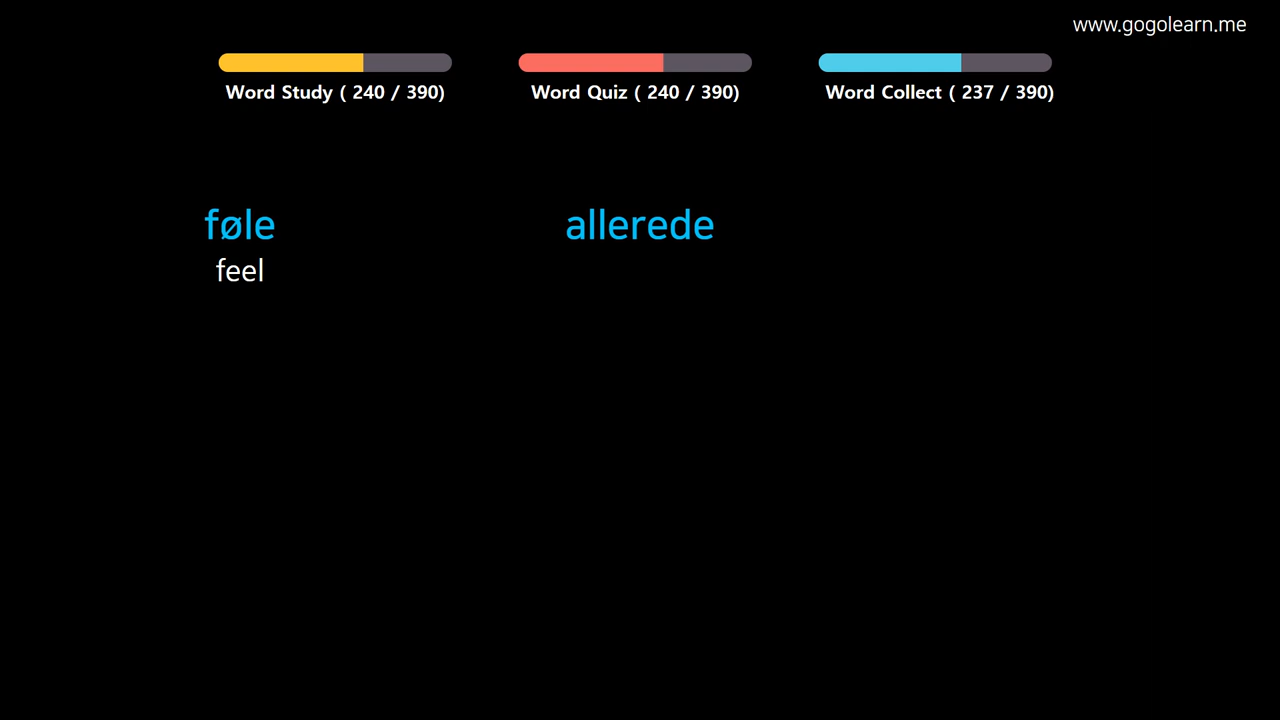 www.gogolearn.me
Word Study ( 240 / 390)
Word Quiz ( 240 / 390)
Word Collect ( 237 / 390)
føle
feel
allerede